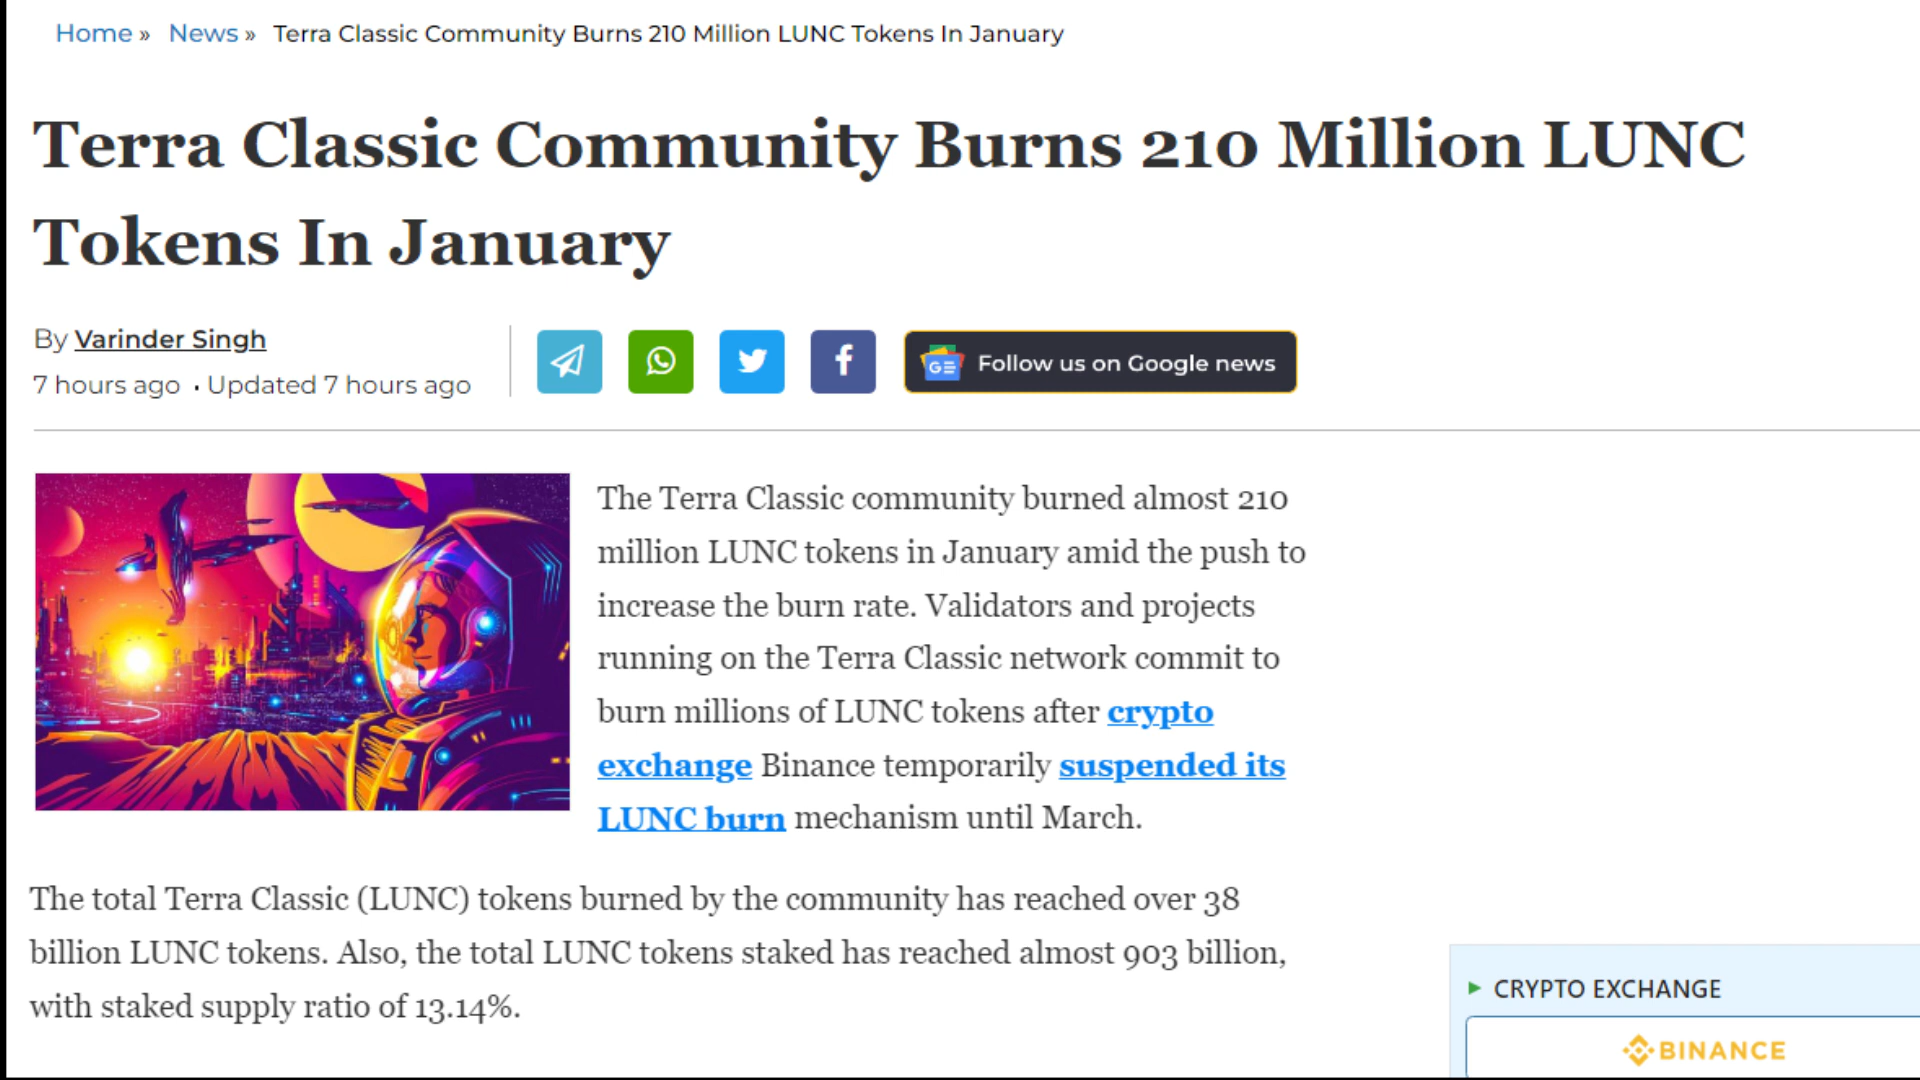 Home » News » Terra Classic Community Burns 210 Million LUNC Tokens In January
Terra Classic Community Burns 210 Million LUNC
Tokens In January
By Varinder Singh
7 hours ago • Updated 7 hours ago
f
GE Follow us on Google news
The Terra Classic community burned almost 210
million LUNC tokens in January amid the push to
increase the burn rate. Validators and projects
running on the Terra Classic network commit to
burn millions of LUNC tokens after crypto
exchange Binance temporarily suspended its
LUNC burn mechanism until March.
The total Terra Classic (LUNC) tokens burned by the community has reached over 38
billion LUNC tokens. Also, the total LUNC tokens staked has reached almost 903 billion,
with staked supply ratio of 13.14%.
CRYPTO EXCHANGE
BINANCE